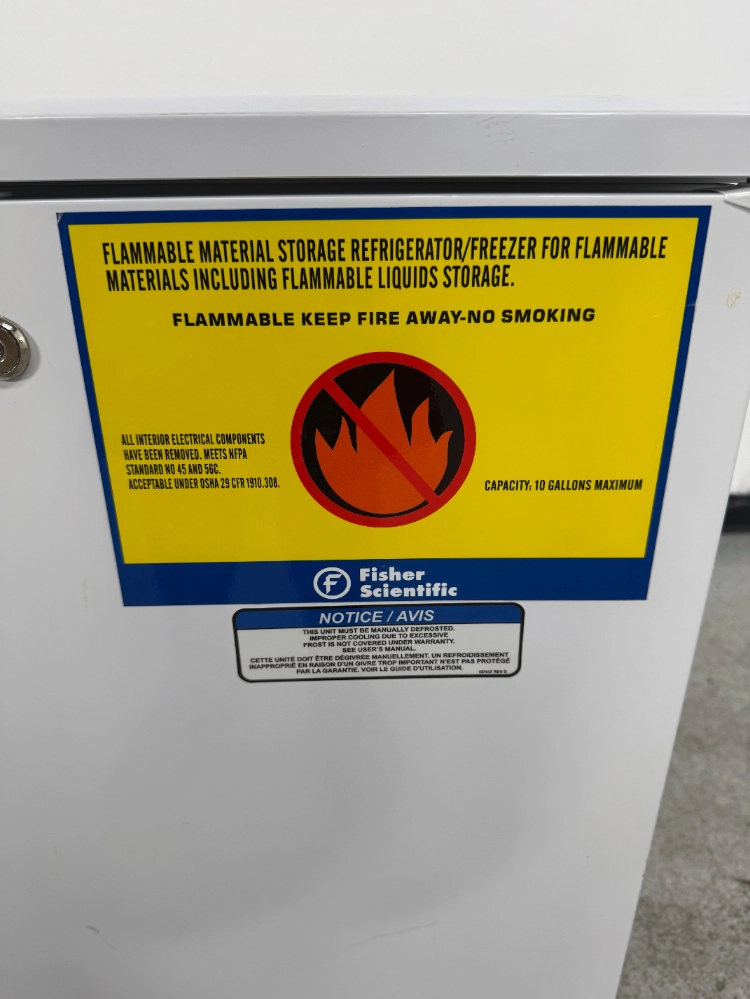 FLAMMABLE MATERIAL STORAGE REFRIGERATOR/FREEZER FOR FLAMMABLE
MATERIALS INCLUDING FLAMMABLE LIQUIDS STORAGE.
FLAMMABLE KEEP FIRE AWAY-NO SMOKING
ALL INTERIOR ELECTRICAL COMPONENTS
HAVE BEEN REMOVED. MEETS NFPA
STANDARD NO 45 AND 56C.
ACCEPTABLE UNDER OSHA 29 CFR 1910.308.
CAPACITY: 10 GALLONS MAXIMUM
F Fisher
Scientific
NOTICE / AVIS
THIS UNIT MUST BE MANUALLY DEFROSTED.
IMPROPER COOLING DUE TO EXCESSIVE
FROST IS NOT COVERED UNDER WARRANTY.
SEE USER'S MANUAL.
CETTE UNITÉ DOIT ÊTRE DÉGIVRÉE MANUELLEMENT. UN REFROIDISSEMENT
INAPPROPRIÉ EN RAISON D'UN GIVRE TROP IMPORTANT N'EST PAS PROTÉGÉ
PAR LA GARANTIE. VOIR LE GUIDE D'UTILISATION.